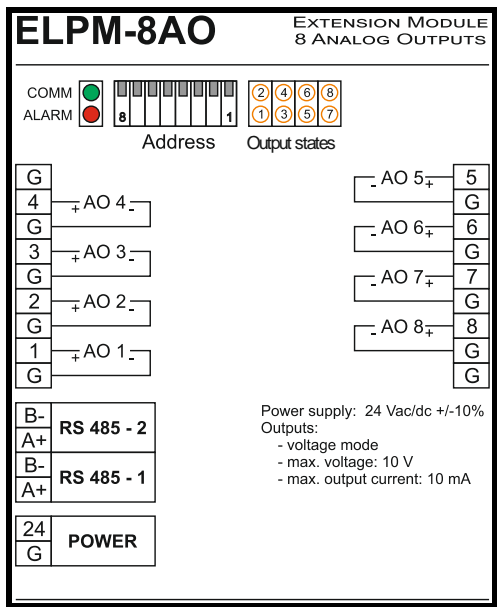 ELPM-8AO
EXTENSION MODULE
8 ANALOG OUTPUTS
COMM
ALARM
8 1
Address
2 4 6 8
1 3 5 7
Output states
G
4 + AO 4 -
G
3 + AO 3 -
G
2 + AO 2 -
G
1 + AO 1 -
G
- AO 5 + 5
G
- AO 6 + 6
G
- AO 7 + 7
G
- AO 8 + 8
G
G
B-
A+
RS 485 - 2
B-
A+
RS 485 - 1
24
G
POWER
Power supply: 24 Vac/dc +/-10%
Outputs:
- voltage mode
- max. voltage: 10 V
- max. output current: 10 mA